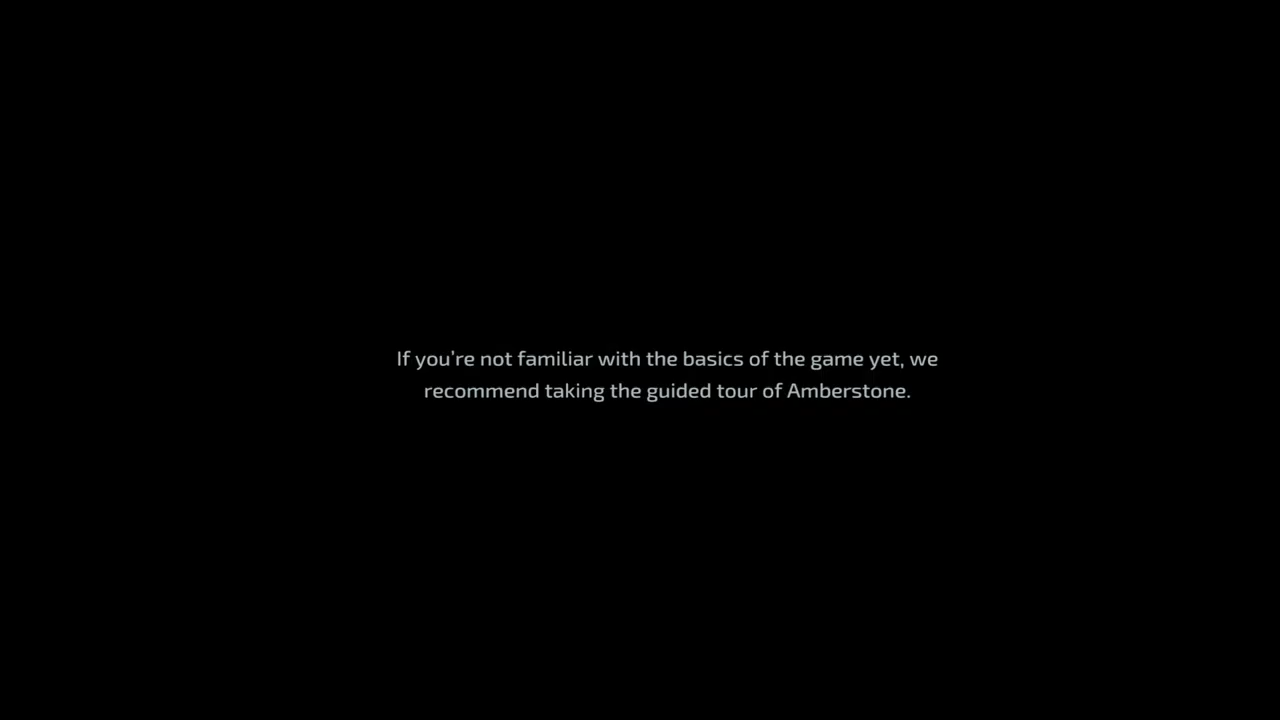 If you're not familiar with the basics of the game yet, we
recommend taking the guided tour of Amberstone.